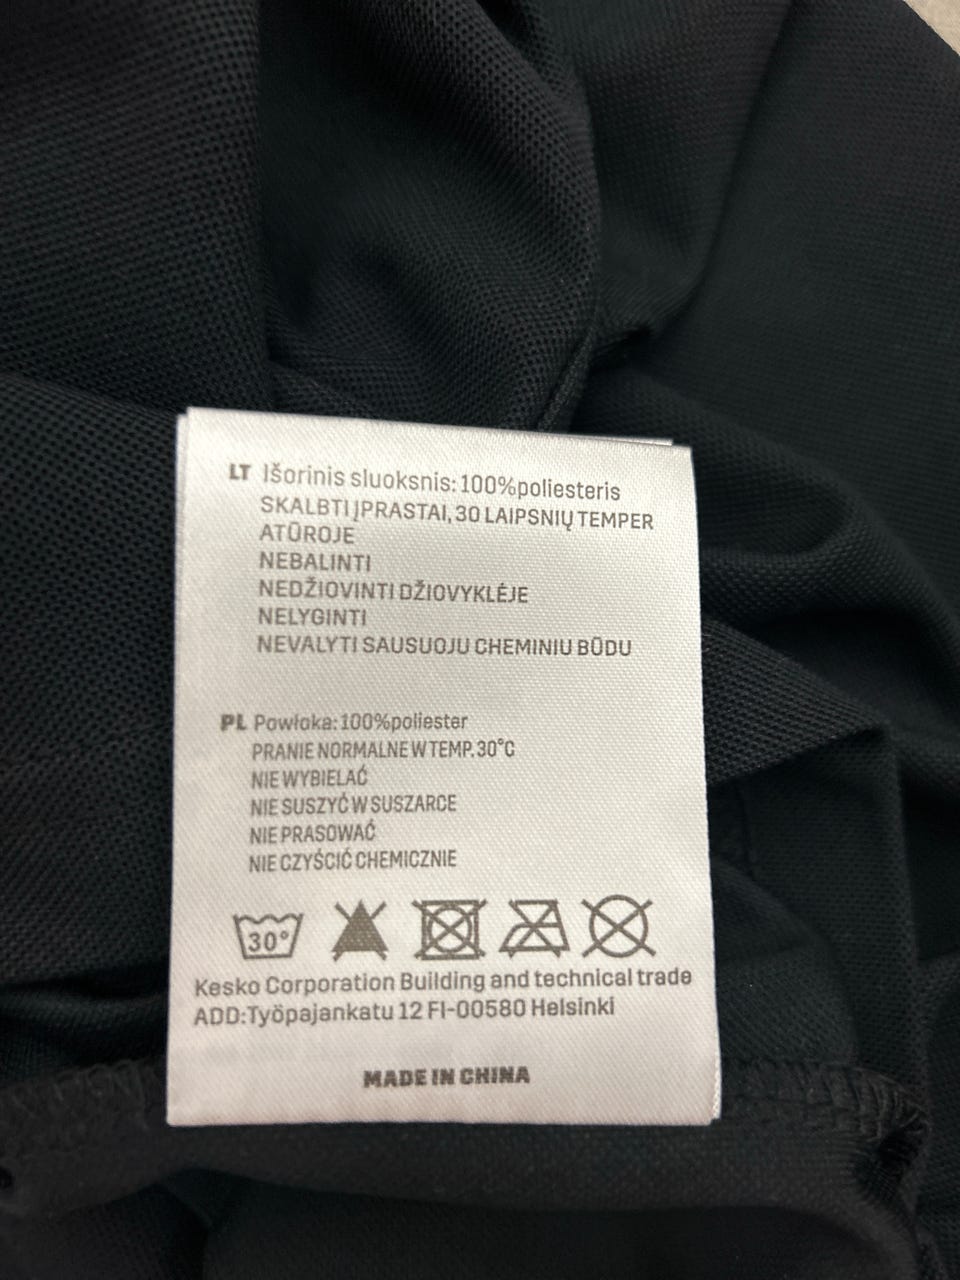 LT Išorinis sluoksnis: 100%poliesteris
SKALBTI ĮPRASTAI, 30 LAIPSNIŲ TEMPER
ATŪROJE
NEBALINTI
NEDŽIOVINTI DŽIOVYKLĖJE
NELYGINTI
NEVALYTI SAUSUOJU CHEMINIU BŪDU
PL Powłoka: 100%poliester
PRANIE NORMALNE W TEMP. 30°C
NIE WYBIELAĆ
NIE SUSZYĆ W SUSZARCE
NIE PRASOWAĆ
NIE CZYŚCIĆ CHEMICZNIE
30°
Kesko Corporation Building and technical trade
ADD:Työpajankatu 12 FI-00580 Helsinki
MADE IN CHINA